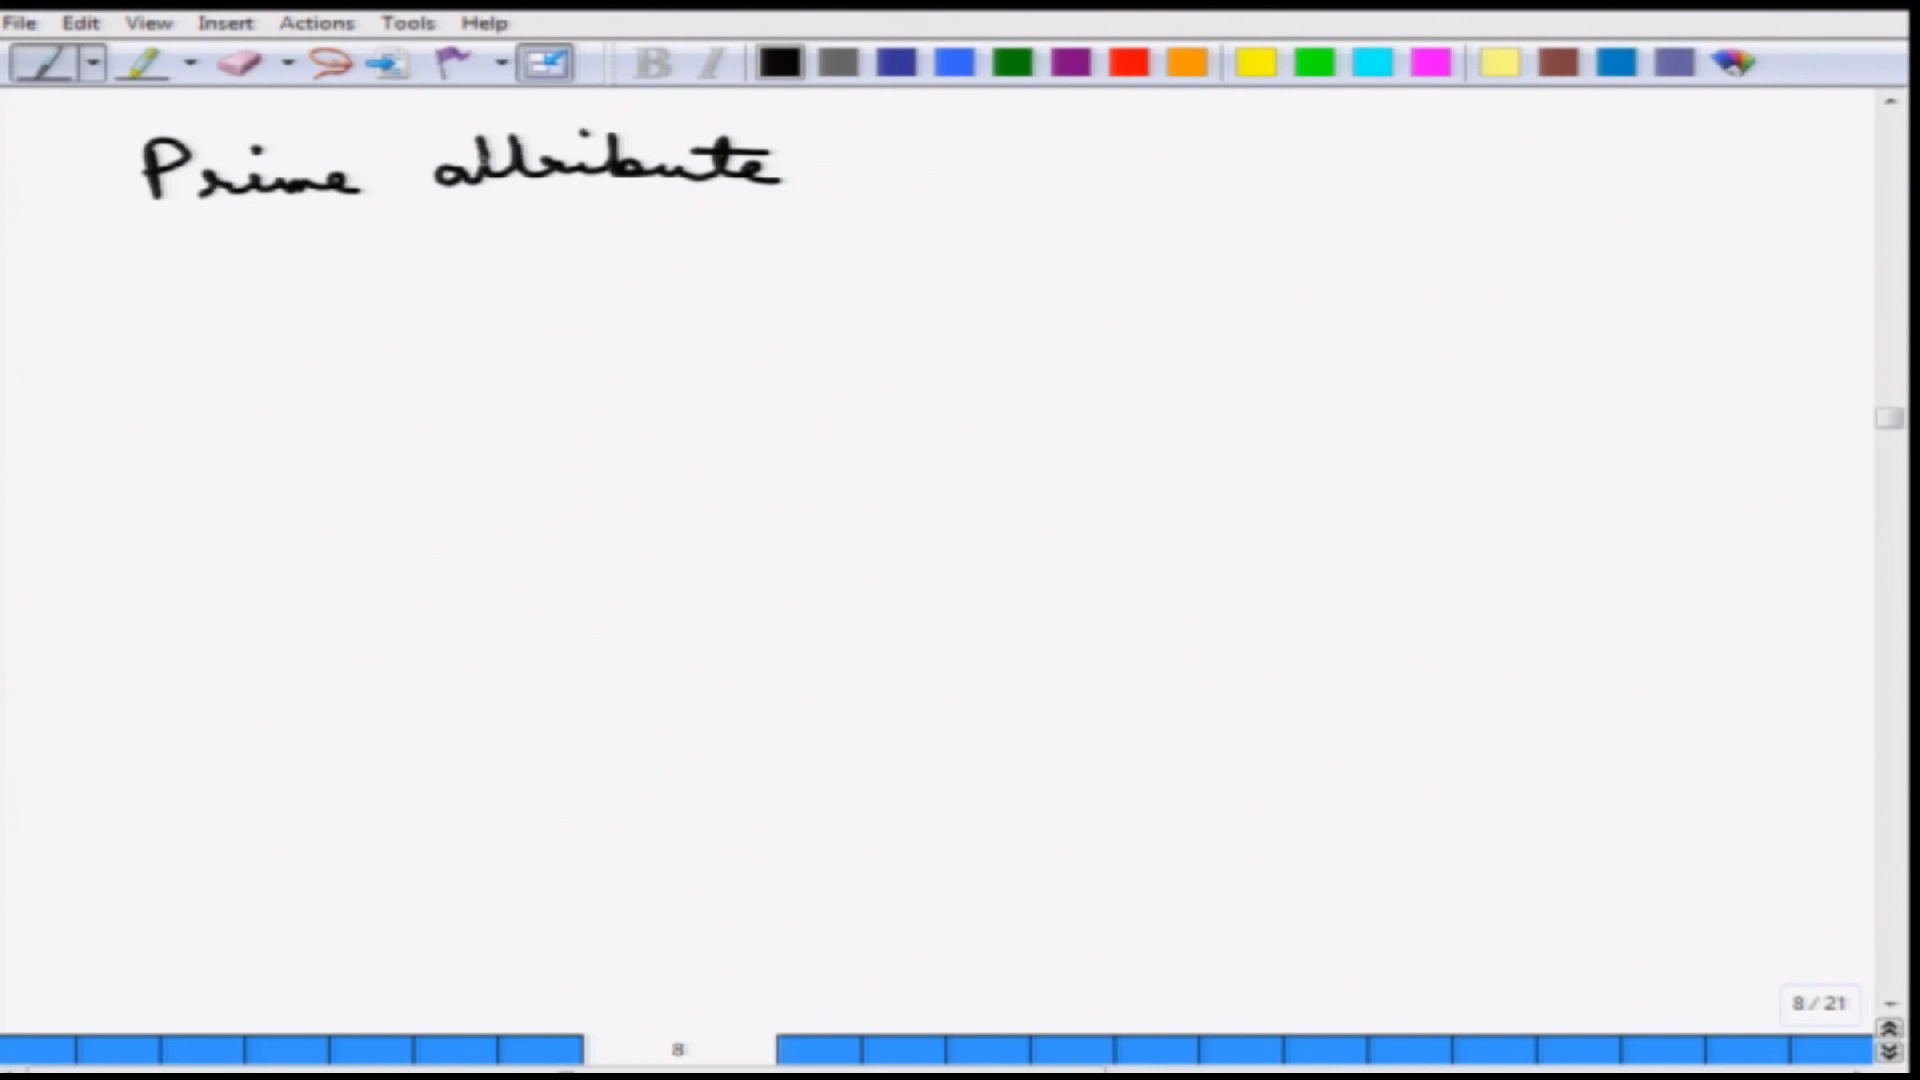 File Edit View Insert Actions Tools Help
B I
Prime attribute
8 / 21
8